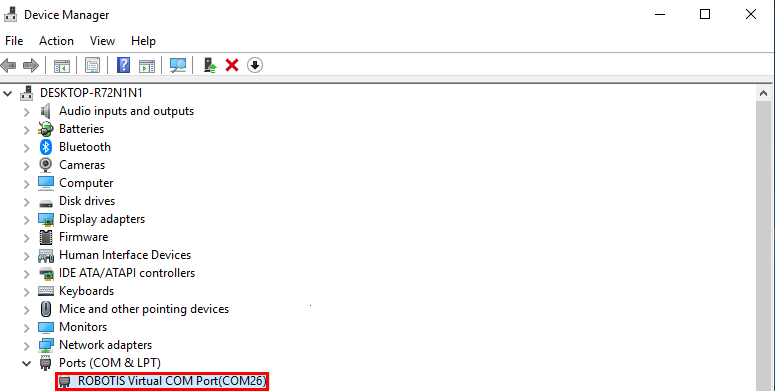 Device Manager
File Action View Help
DESKTOP-R72N1N1
Audio inputs and outputs
Batteries
Bluetooth
Cameras
Computer
Disk drives
Display adapters
Firmware
Human Interface Devices
IDE ATA/ATAPI controllers
Keyboards
Mice and other pointing devices
Monitors
Network adapters
Ports (COM & LPT)
ROBOTIS Virtual COM Port(COM26)